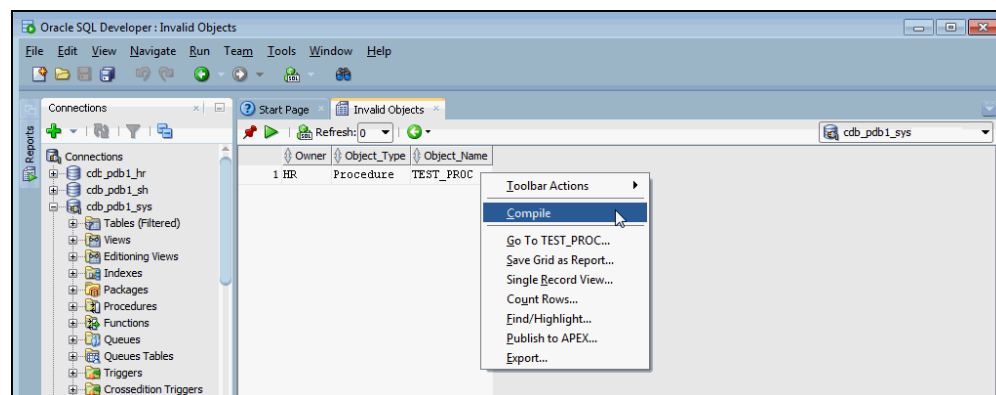 Oracle SQL Developer : Invalid Objects
File Edit View Navigate Run Team Tools Window Help
Connections
Start Page
Invalid Objects
Reports
Refresh: 0
cdb_pdb1_sys
Connections
cdb_pdb1_hr
cdb_pdb1_sh
cdb_pdb1_sys
Tables (Filtered)
Views
Editioning Views
Indexes
Packages
Procedures
Functions
Queues
Queues Tables
Triggers
Crossedition Triggers
Owner Object_Type Object_Name
1 HR Procedure TEST_PROC
Toolbar Actions
Compile
Go To TEST_PROC...
Save Grid as Report...
Single Record View...
Count Rows...
Find/Highlight...
Publish to APEX...
Export...